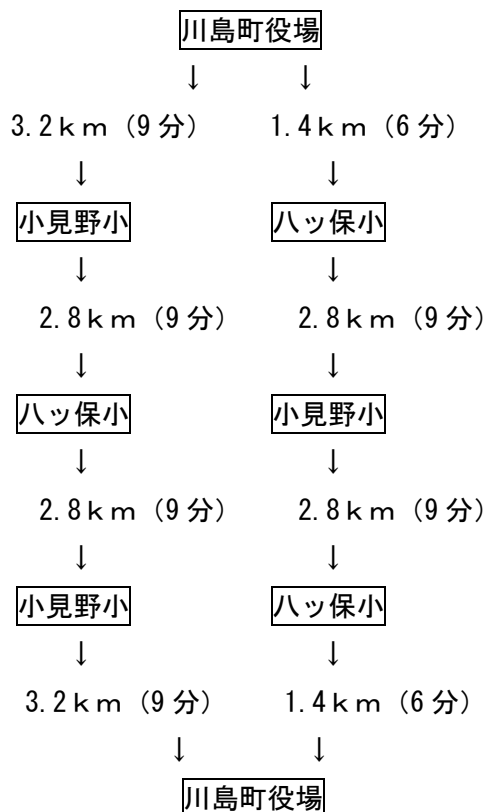 川島町役場
↓ ↓
3.2ｋｍ（9分） 1.4ｋｍ（6分）
↓ ↓
小見野小 八ッ保小
↓ ↓
2.8ｋｍ（9分） 2.8ｋｍ（9分）
↓ ↓
八ッ保小 小見野小
↓ ↓
2.8ｋｍ（9分） 2.8ｋｍ（9分）
↓ ↓
小見野小 八ッ保小
↓ ↓
3.2ｋｍ（9分） 1.4ｋｍ（6分）
↓ ↓
川島町役場